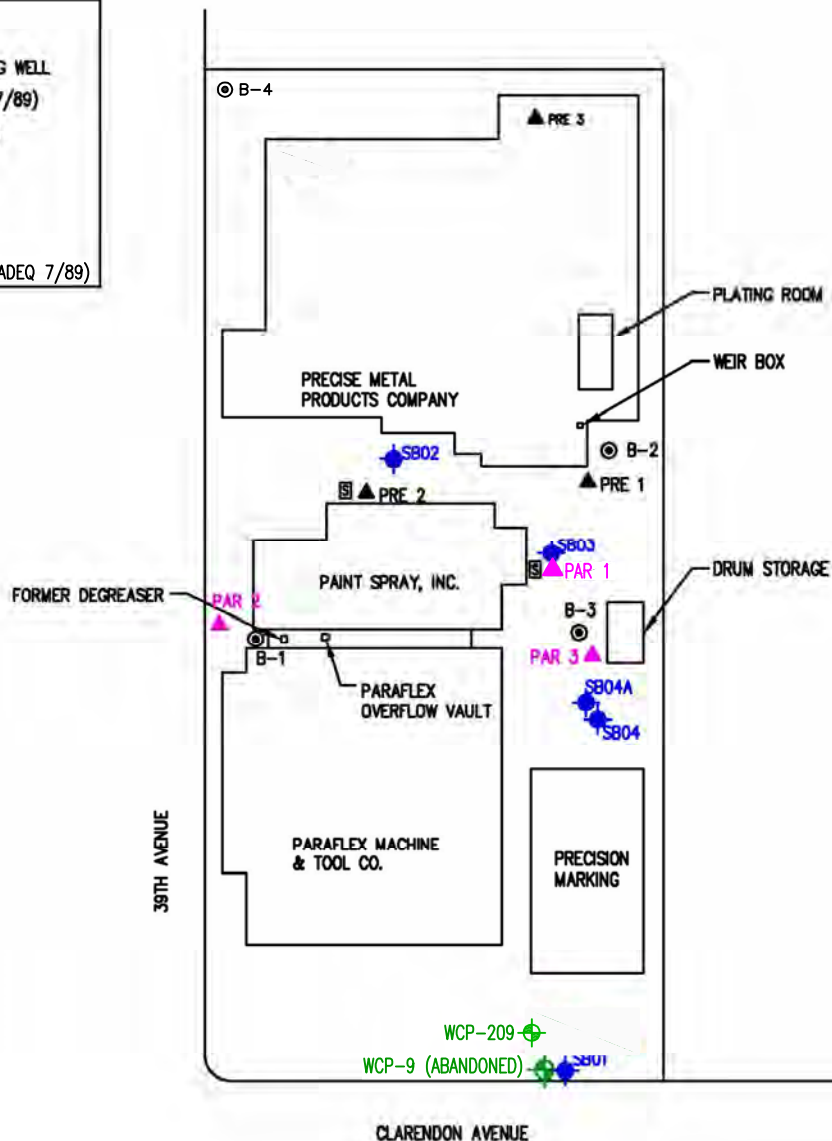 G WELL
7/89)
ADEQ 7/89)
B-4
PRE 3
PLATING ROOM
WEIR BOX
PRECISE METAL
PRODUCTS COMPANY
SB02
B-2
S
PRE 2
PRE 1
SB03
S
PAR 1
PAINT SPRAY, INC.
DRUM STORAGE
FORMER DEGREASER
PAR 2
B-3
B-1
PAR 3
PARAFLEX
OVERFLOW VAULT
SB04A
SB04
39TH AVENUE
PARAFLEX MACHINE
& TOOL CO.
PRECISION
MARKING
WCP-209
WCP-9 (ABANDONED)
SB01
CLARENDON AVENUE